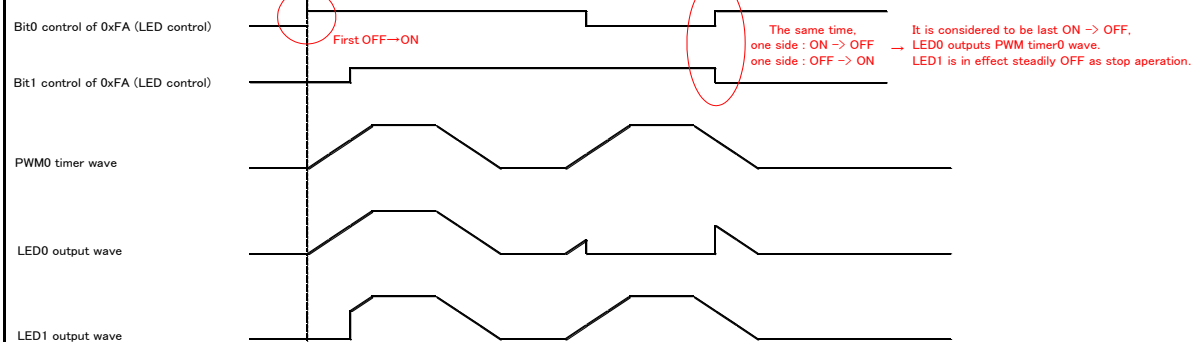 Bit0 control of 0xFA (LED control)
First OFF→ON
The same time,
one side : ON -> OFF
one side : OFF -> ON
→
It is considered to be last ON -> OFF,
LED0 outputs PWM timer0 wave.
LED1 is in effect steadily OFF as stop aperation.
Bit1 control of 0xFA (LED control)
PWM0 timer wave
LED0 output wave
LED1 output wave